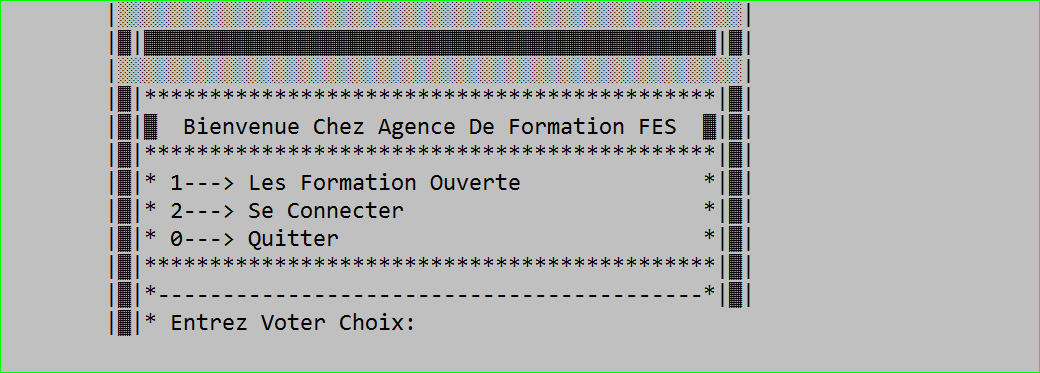 |░░░░░░░░░░░░░░░░░░░░░░░░░░░░░░░░░░░░░░░░░░░░░░░░|
|▓|▓▓▓▓▓▓▓▓▓▓▓▓▓▓▓▓▓▓▓▓▓▓▓▓▓▓▓▓▓▓▓▓▓▓▓▓▓▓▓▓▓▓▓▓|▓|
|░░░░░░░░░░░░░░░░░░░░░░░░░░░░░░░░░░░░░░░░░░░░░░░░|
|▓|********************************************|▓|
|▓|▓  Bienvenue Chez Agence De Formation FES  ▓|▓|
|▓|********************************************|▓|
|▓|* 1---> Les Formation Ouverte              *|▓|
|▓|* 2---> Se Connecter                       *|▓|
|▓|* 0---> Quitter                            *|▓|
|▓|********************************************|▓|
|▓|*------------------------------------------*|▓|
|▓|* Entrez Voter Choix: